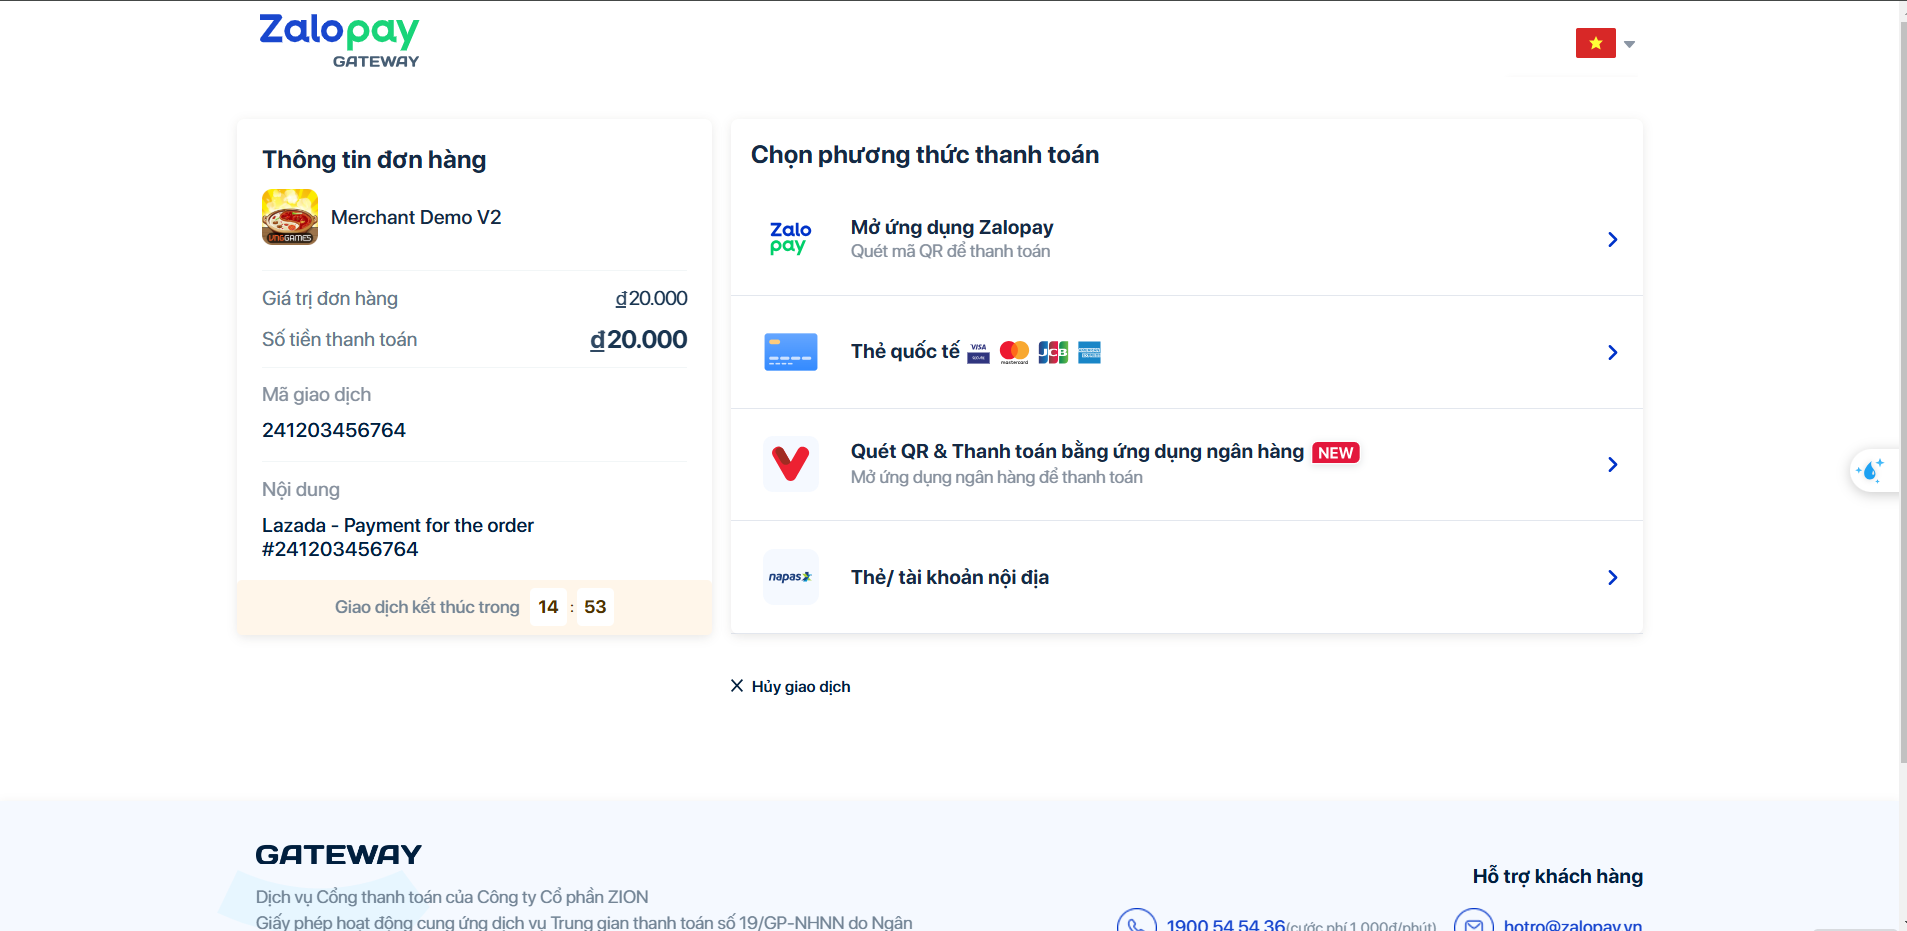 Zalopay
GATEWAY
Thông tin đơn hàng
VNGGAMES
Merchant Demo V2
Giá trị đơn hàng
₫20.000
Số tiền thanh toán
₫20.000
Mã giao dịch
241203456764
Nội dung
Lazada - Payment for the order
#241203456764
Giao dịch kết thúc trong 14 : 53
Chọn phương thức thanh toán
Zalo
pay
Mở ứng dụng Zalopay
Quét mã QR để thanh toán
Thẻ quốc tế VISA mastercard JCB
Quét QR & Thanh toán bằng ứng dụng ngân hàng NEW
Mở ứng dụng ngân hàng để thanh toán
napas
Thẻ/ tài khoản nội địa
Hủy giao dịch
GATEWAY
Dịch vụ Cổng thanh toán của Công ty Cổ phần ZION
Giấy phép hoạt động cung ứng dịch vụ Trung gian thanh toán số 19/GP-NHNN do Ngân
Hỗ trợ khách hàng
1900 54 54 36(cước phí 1.000đ/phút)
hotro@zalopay.vn